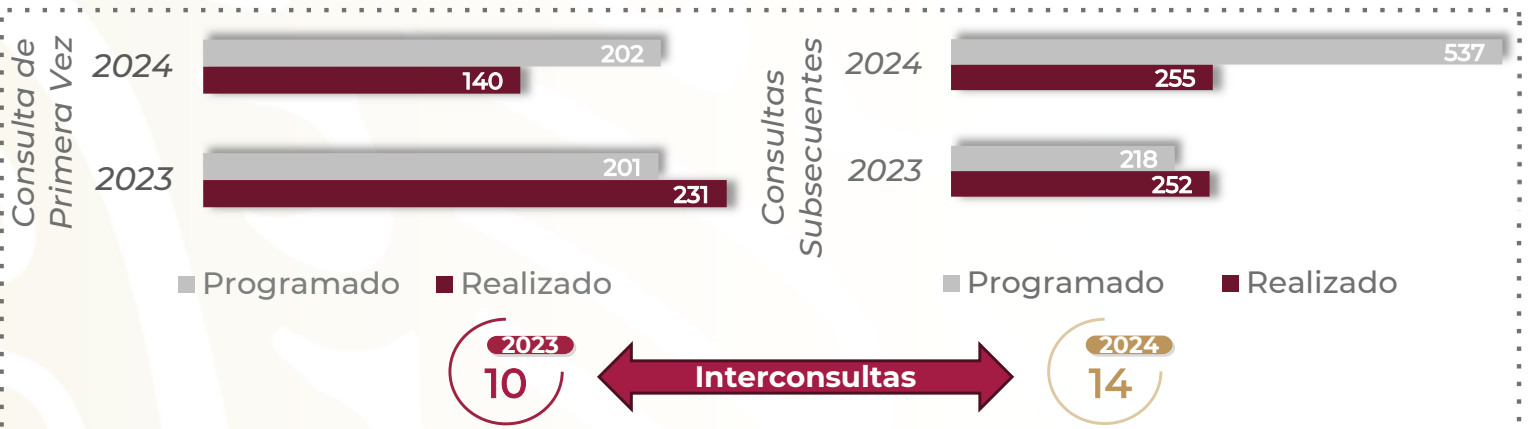 Consulta de
Primera Vez
2024
202
140
2023
201
231
Programado
Realizado
Consultas
Subsecuentes
2024
537
255
2023
218
252
Programado
Realizado
2023
10
Interconsultas
2024
14